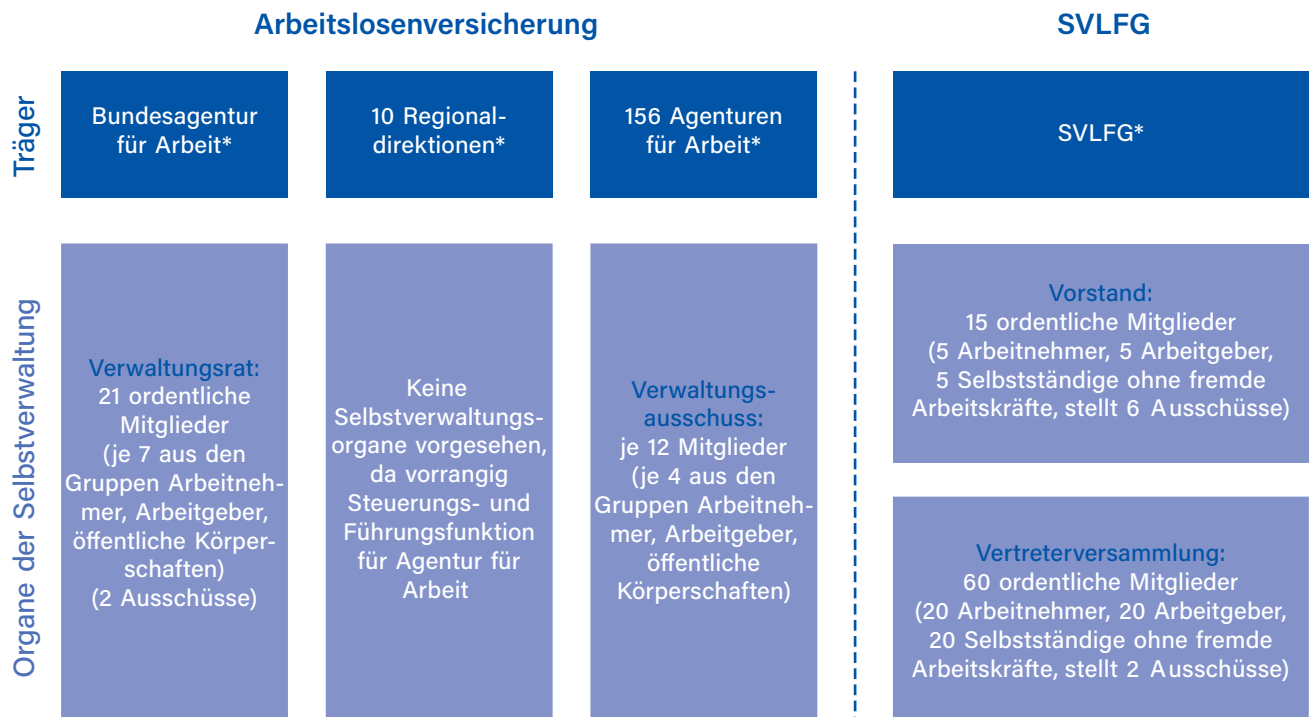 Arbeitslosenversicherung
SVLFG
Träger
Bundesagentur
für Arbeit*
10 Regional-
direktionen*
156 Agenturen
für Arbeit*
SVLFG*
Organe der Selbstverwaltung
Verwaltungsrat:
21 ordentliche
Mitglieder
(je 7 aus den
Gruppen Arbeitneh-
mer, Arbeitgeber,
öffentliche Körper-
schaften)
(2 Ausschüsse)
Keine
Selbstverwaltungs-
organe vorgesehen,
da vorrangig
Steuerungs- und
Führungsfunktion
für Agentur für
Arbeit
Verwaltungs-
ausschuss:
je 12 Mitglieder
(je 4 aus den
Gruppen Arbeitneh-
mer, Arbeitgeber,
öffentliche
Körperschaften)
Vorstand:
15 ordentliche Mitglieder
(5 Arbeitnehmer, 5 Arbeitgeber,
5 Selbstständige ohne fremde
Arbeitskräfte, stellt 6 Ausschüsse)
Vertreterversammlung:
60 ordentliche Mitglieder
(20 Arbeitnehmer, 20 Arbeitgeber,
20 Selbstständige ohne fremde
Arbeitskräfte, stellt 2 Ausschüsse)